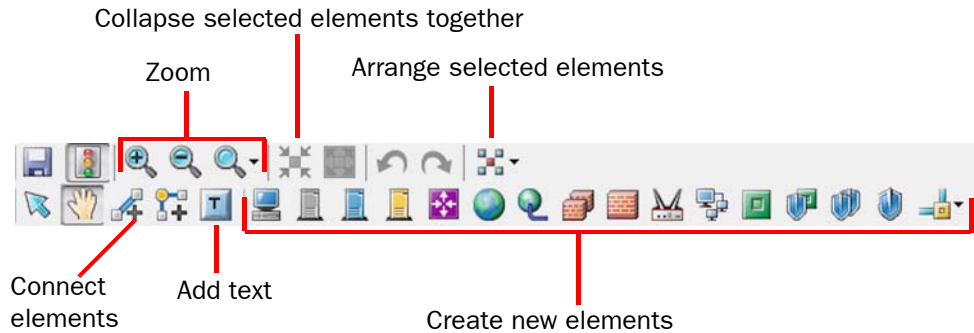 Collapse selected elements together
Zoom
Arrange selected elements
T
Connect
elements
Add text
Create new elements